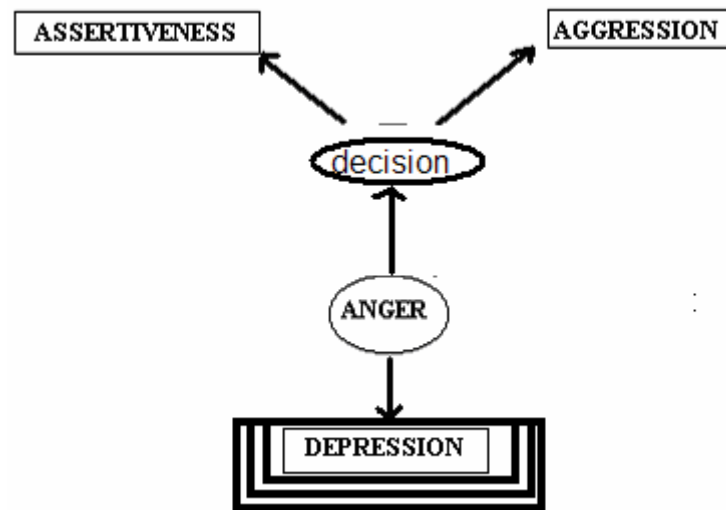 ASSERTIVENESS
AGGRESSION
decision
ANGER
DEPRESSION